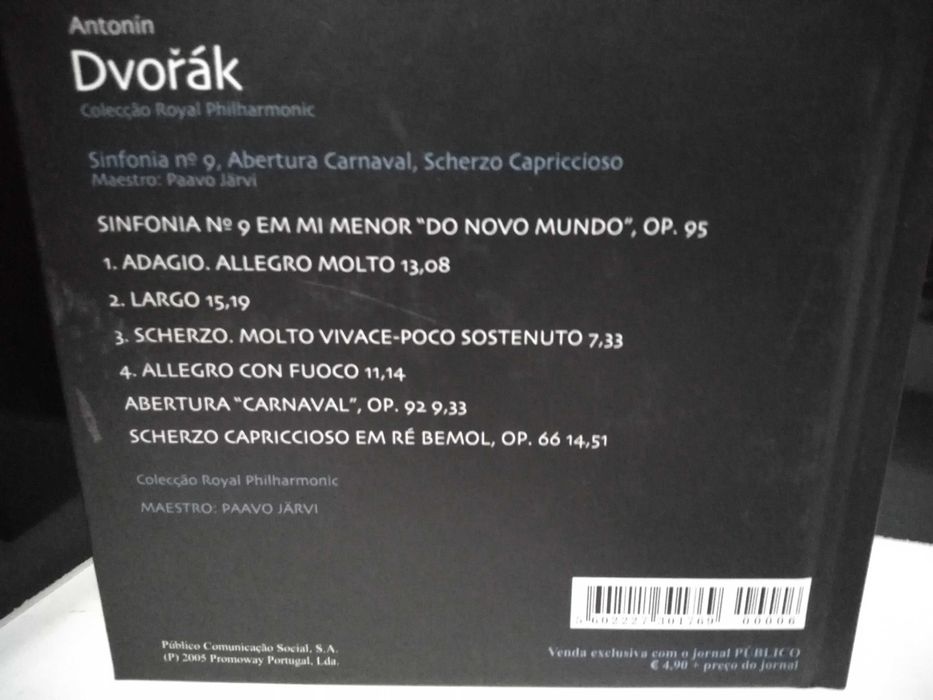 Antonín
Dvořák
Colecção Royal Philharmonic
Sinfonia nº 9, Abertura Carnaval, Scherzo Capriccioso
Maestro: Paavo Järvi
SINFONIA Nº 9 EM MI MENOR "DO NOVO MUNDO", OP. 95
1. ADAGIO. ALLEGRO MOLTO 13,08
2. LARGO 15,19
3. SCHERZO. MOLTO VIVACE-POCO SOSTENUTO 7,33
4. ALLEGRO CON FUOCO 11,14
ABERTURA "CARNAVAL", OP. 92 9,33
SCHERZO CAPRICCIOSO EM RÉ BEMOL, OP. 66 14,51
Colecção Royal Philharmonic
MAESTRO: PAAVO JÄRVI
5 602227 301769 00006
Público Comunicação Social, S.A.
(P) 2005 Promoway Portugal, Lda.
Venda exclusiva com o jornal PÚBLICO
€ 4,90 + preço do jornal